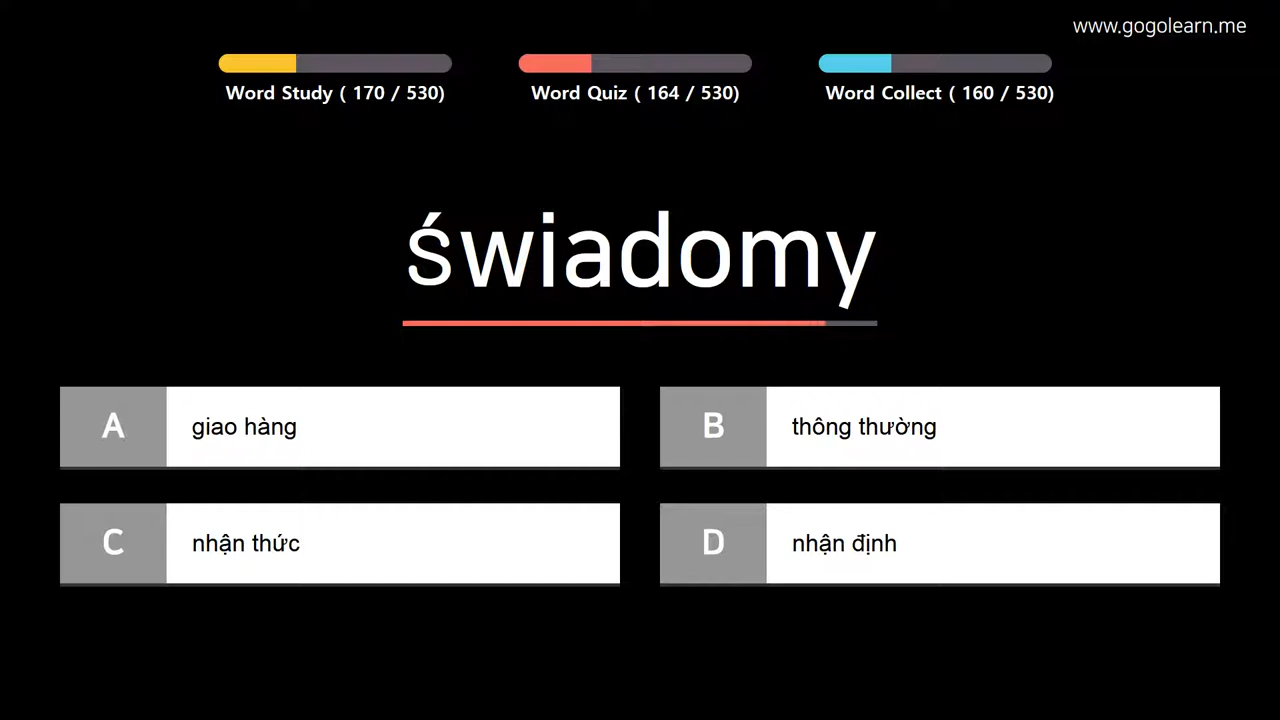 www.gogolearn.me
Word Study ( 170 / 530)
Word Quiz ( 164 / 530)
Word Collect ( 160 / 530)
świadomy
A giao hàng
B thông thường
C nhận thức
D nhận định